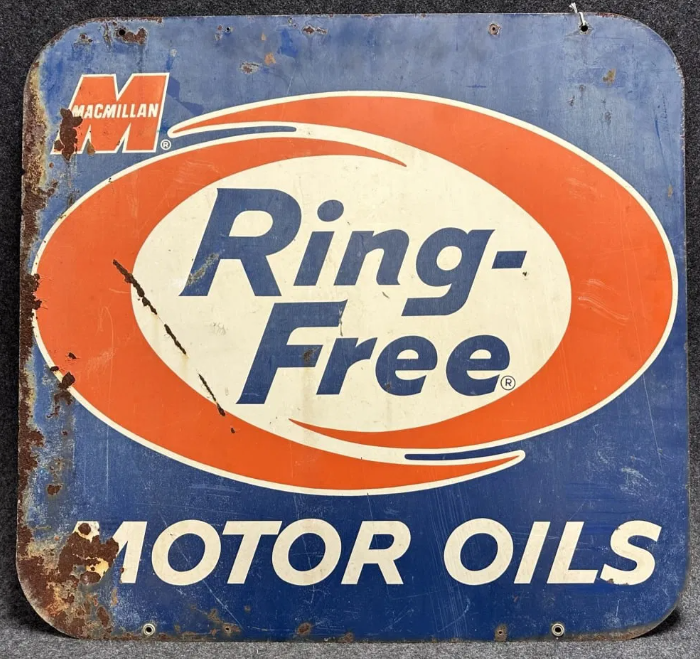 MACMILLAN
M®
Ring-
Free®
MOTOR OILS